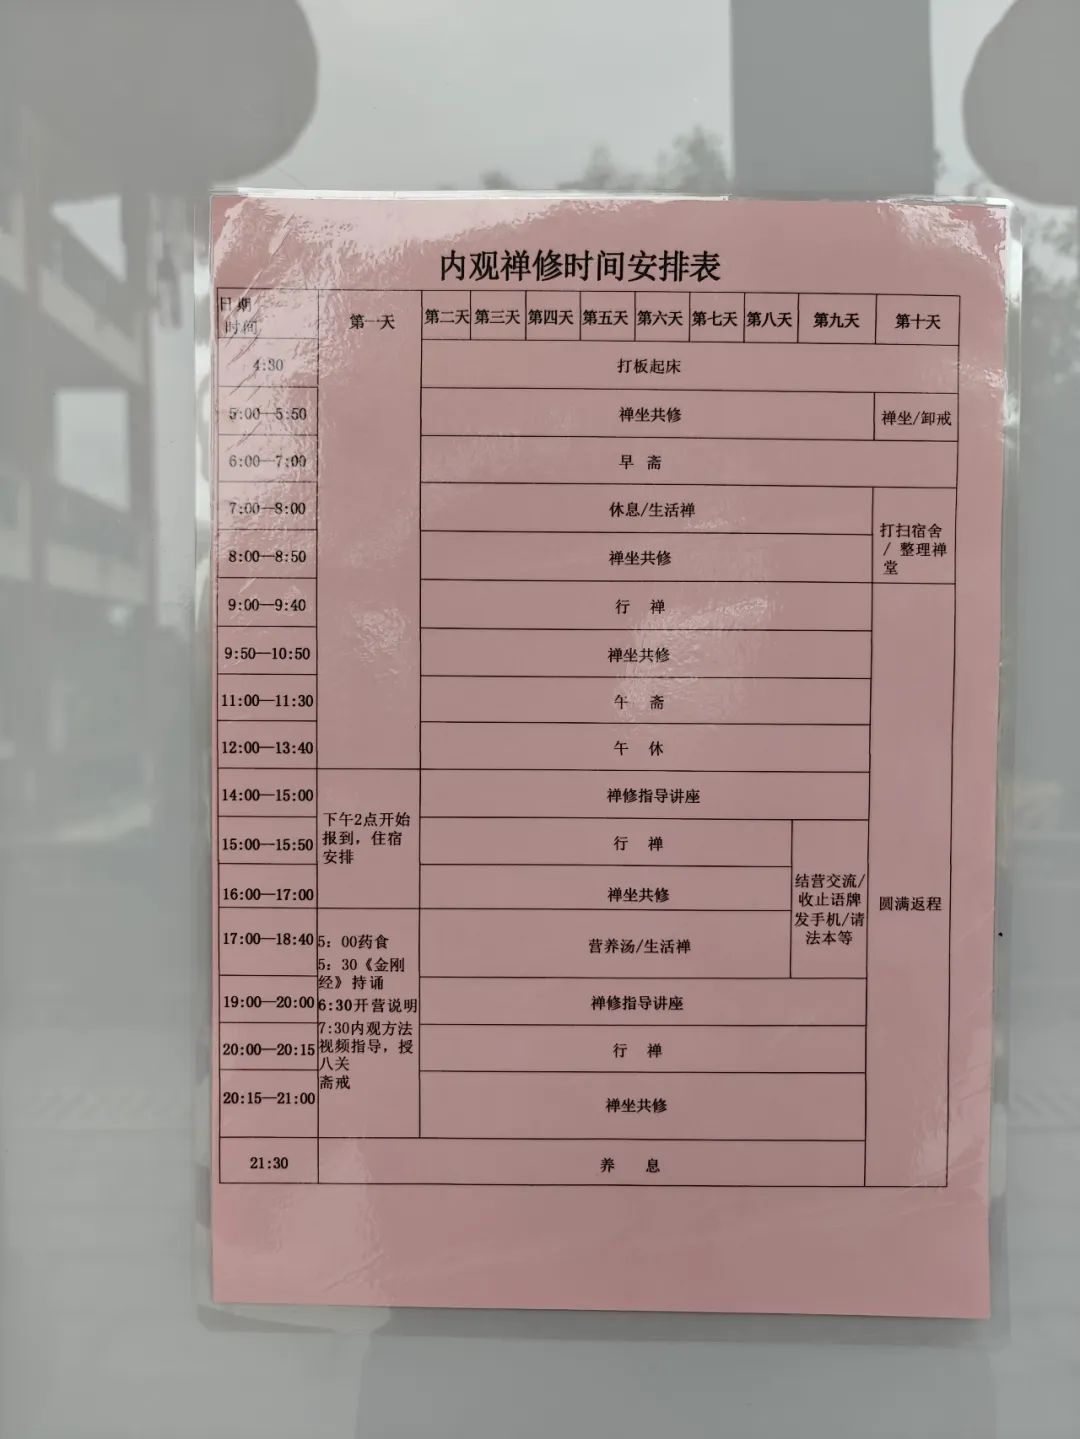 内观禅修时间安排表
日期
时间
第一天 第二天 第三天 第四天 第五天 第六天 第七天 第八天 第九天 第十天
4:30 打板起床
5:00—5:50 禅坐共修 禅坐/卸戒
6:00—7:00 早 斋
7:00—8:00 休息/生活禅
打扫宿舍
/ 整理禅
堂
8:00—8:50 禅坐共修
9:00—9:40 行 禅
9:50—10:50 禅坐共修
11:00—11:30 午 斋
12:00—13:40 午 休
14:00—15:00 禅修指导讲座
下午2点开始
报到，住宿
安排
15:00—15:50 行 禅
16:00—17:00 禅坐共修
结营交流/
收止语牌
发手机/请
法本等
圆满返程
17:00—18:40 营养汤/生活禅
5：00药食
5：30《金刚
经》持诵
6:30开营说明
7:30内观方法
视频指导，授
八关
斋戒
19:00—20:00 禅修指导讲座
20:00—20:15 行 禅
20:15—21:00 禅坐共修
21:30 养 息